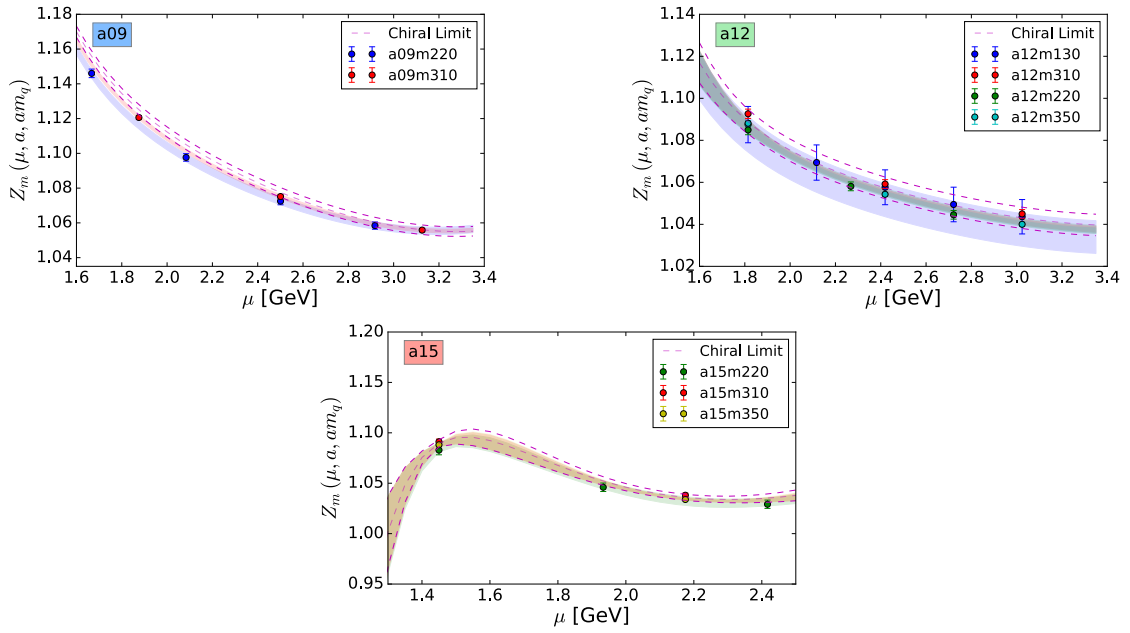 a09
Chiral Limit
a09m220
a09m310
Z_m (μ, a, am_q)
1.18
1.16
1.14
1.12
1.10
1.08
1.06
1.04
1.6 1.8 2.0 2.2 2.4 2.6 2.8 3.0 3.2 3.4
μ [GeV]
a12
Chiral Limit
a12m130
a12m310
a12m220
a12m350
Z_m (μ, a, am_q)
1.14
1.12
1.10
1.08
1.06
1.04
1.02
1.6 1.8 2.0 2.2 2.4 2.6 2.8 3.0 3.2 3.4
μ [GeV]
a15
Chiral Limit
a15m220
a15m310
a15m350
Z_m (μ, a, am_q)
1.20
1.15
1.10
1.05
1.00
0.95
1.4 1.6 1.8 2.0 2.2 2.4
μ [GeV]